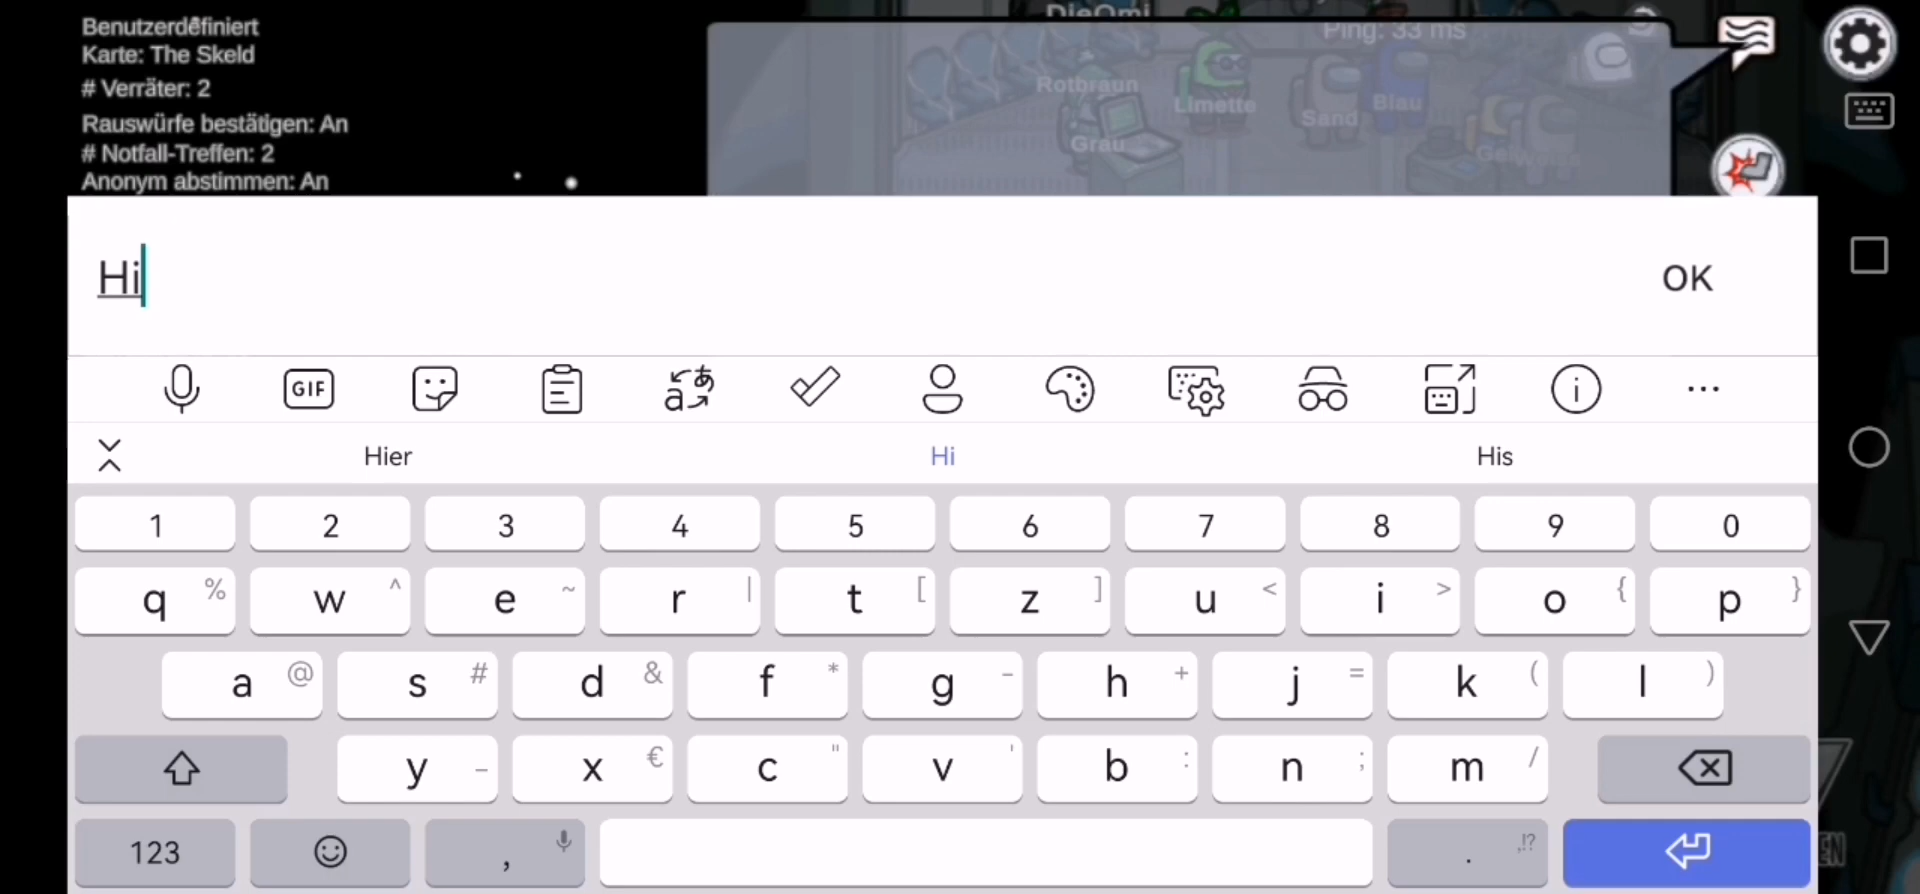 Benutzerdefiniert
Karte: The Skeld
# Verräter: 2
Rauswürfe bestätigen: An
# Notfall-Treffen: 2
Anonym abstimmen: An
DieOmi
Ping: 33 ms
Rotbraun
Limette
Sand
Blau
Grau
Hi
OK
GIF
a あ
Hier Hi His
1 2 3 4 5 6 7 8 9 0
q % w ^ e ~ r | t [ z ] u < i > o { p }
a @ s # d & f * g - h + j = k ( l )
y _ x € c " v ' b : n ; m /
123 , . ,!?